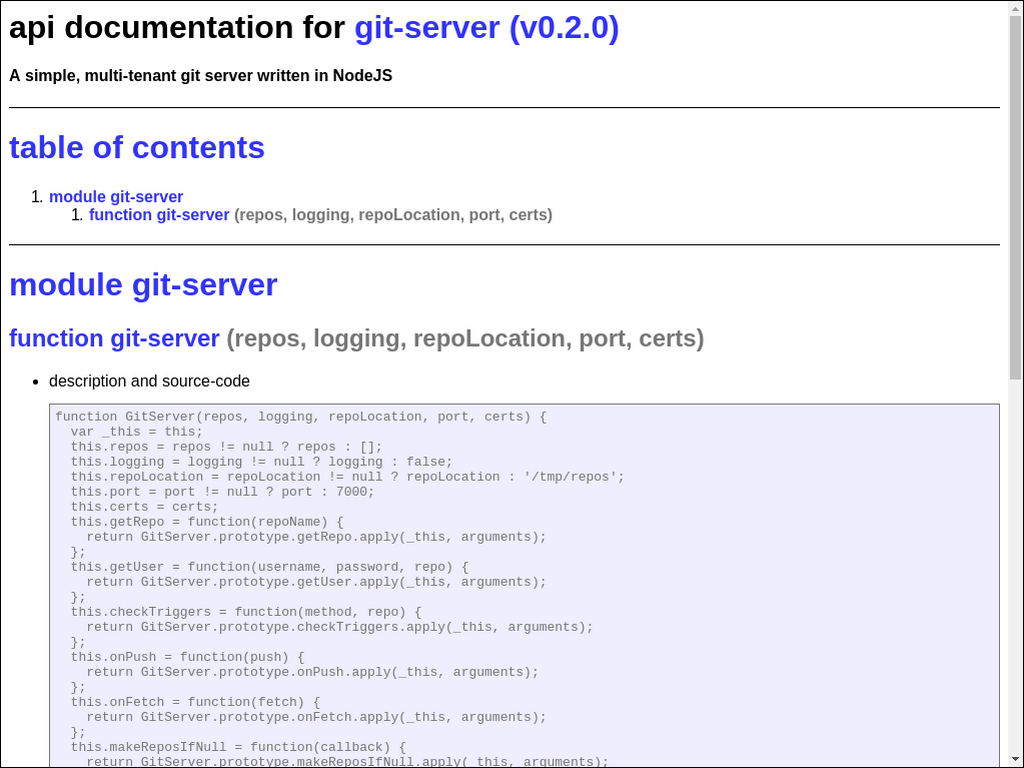 api documentation for git-server (v0.2.0)
A simple, multi-tenant git server written in NodeJS
table of contents
1. module git-server
1. function git-server (repos, logging, repoLocation, port, certs)
module git-server
function git-server (repos, logging, repoLocation, port, certs)
• description and source-code
function GitServer(repos, logging, repoLocation, port, certs) {
  var _this = this;
  this.repos = repos != null ? repos : [];
  this.logging = logging != null ? logging : false;
  this.repoLocation = repoLocation != null ? repoLocation : '/tmp/repos';
  this.port = port != null ? port : 7000;
  this.certs = certs;
  this.getRepo = function(repoName) {
    return GitServer.prototype.getRepo.apply(_this, arguments);
  };
  this.getUser = function(username, password, repo) {
    return GitServer.prototype.getUser.apply(_this, arguments);
  };
  this.checkTriggers = function(method, repo) {
    return GitServer.prototype.checkTriggers.apply(_this, arguments);
  };
  this.onPush = function(push) {
    return GitServer.prototype.onPush.apply(_this, arguments);
  };
  this.onFetch = function(fetch) {
    return GitServer.prototype.onFetch.apply(_this, arguments);
  };
  this.makeReposIfNull = function(callback) {
    return GitServer.prototype.makeReposIfNull.apply(_this, arguments);